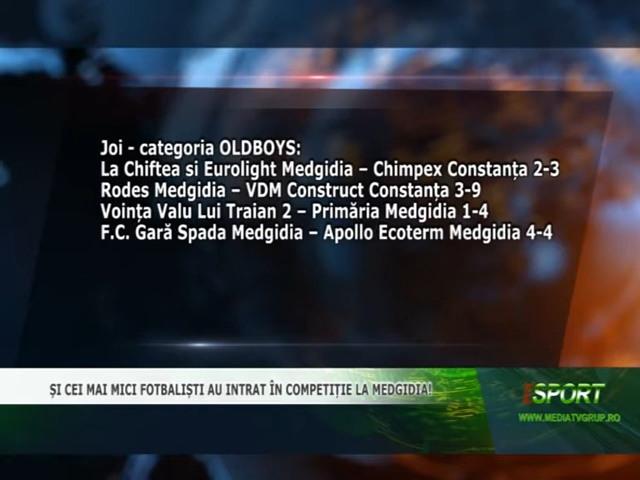 Joi - categoria OLDBOYS:
La Chiftea si Eurolight Medgidia – Chimpex Constanța 2-3
Rodes Medgidia – VDM Construct Constanța 3-9
Voința Valu Lui Traian 2 – Primăria Medgidia 1-4
F.C. Gară Spada Medgidia – Apollo Ecoterm Medgidia 4-4
ȘI CEI MAI MICI FOTBALIȘTI AU INTRAT ÎN COMPETIȚIE LA MEDGIDIA!
SPORT
WWW.MEDIATVGRUP.RO